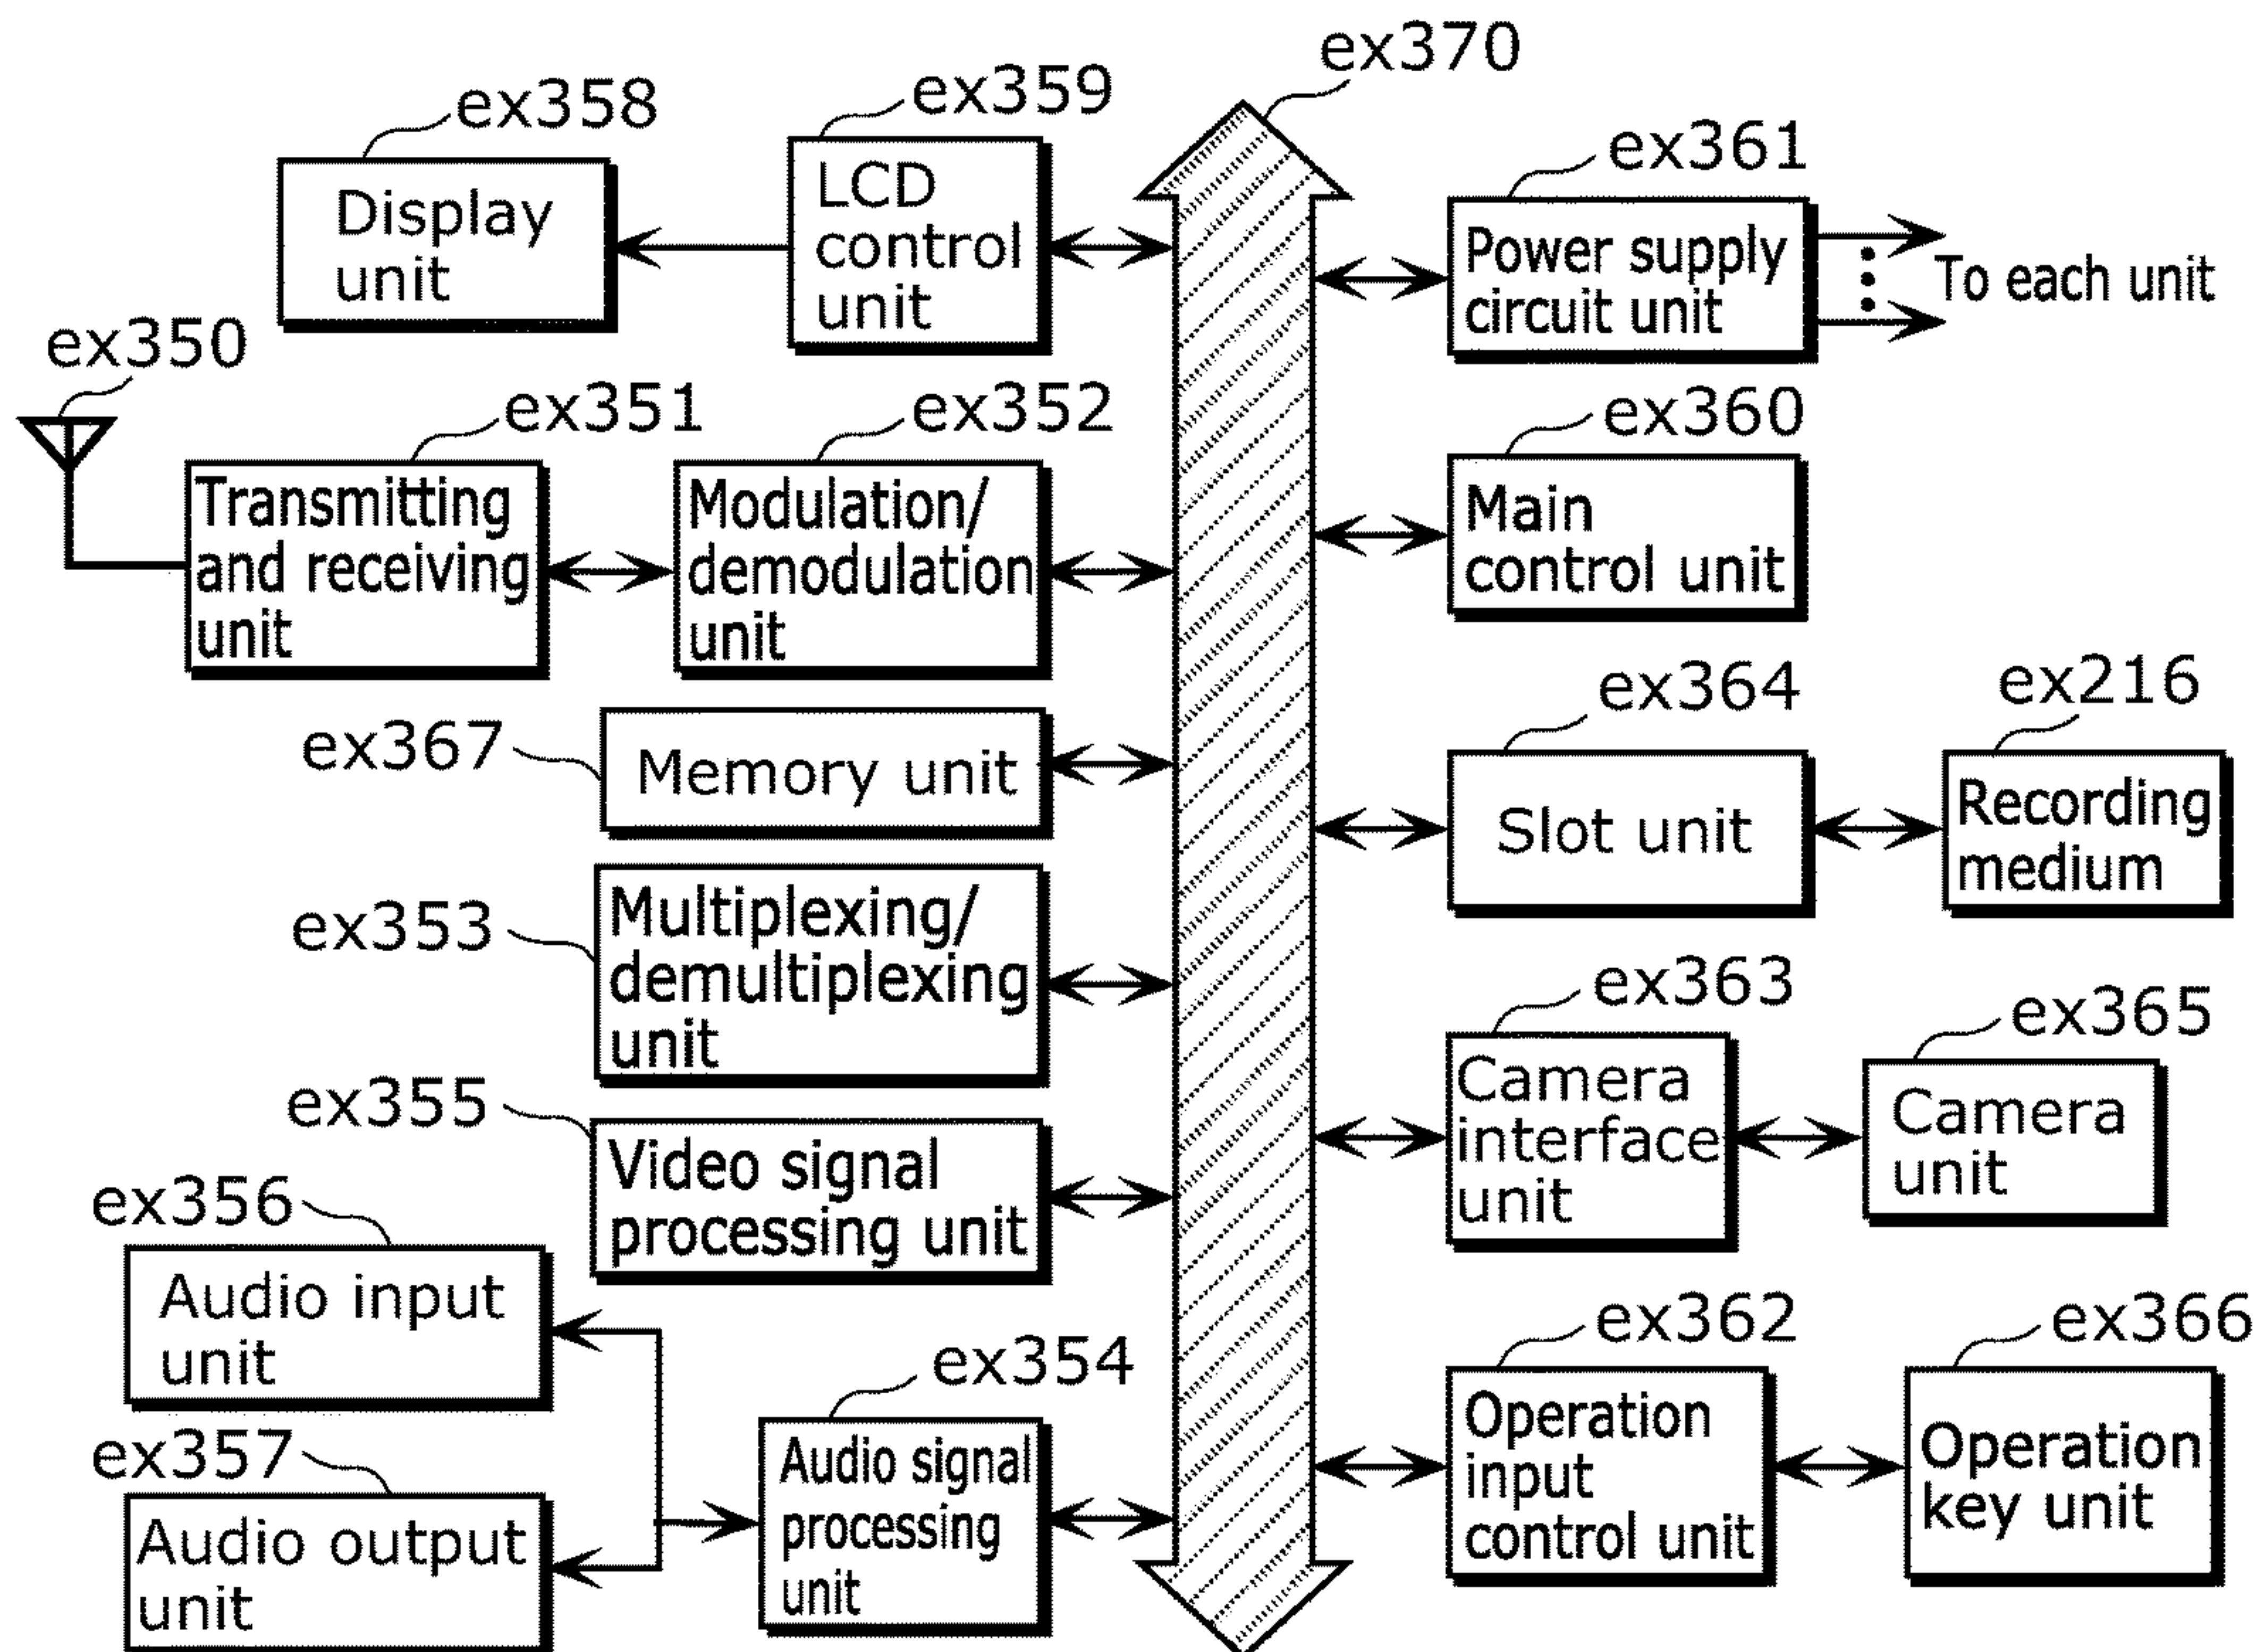 ex370
ex358
Display
unit
ex359
LCD
control
unit
ex361
Power supply
circuit unit
To each unit
ex350
ex351
Transmitting
and receiving
unit
ex352
Modulation/
demodulation
unit
ex360
Main
control unit
ex367
Memory unit
ex364
Slot unit
ex216
Recording
medium
ex353
Multiplexing/
demultiplexing
unit
ex363
Camera
interface
unit
ex365
Camera
unit
ex355
Video signal
processing unit
ex356
Audio input
unit
ex357
Audio output
unit
ex354
Audio signal
processing
unit
ex362
Operation
input
control unit
ex366
Operation
key unit